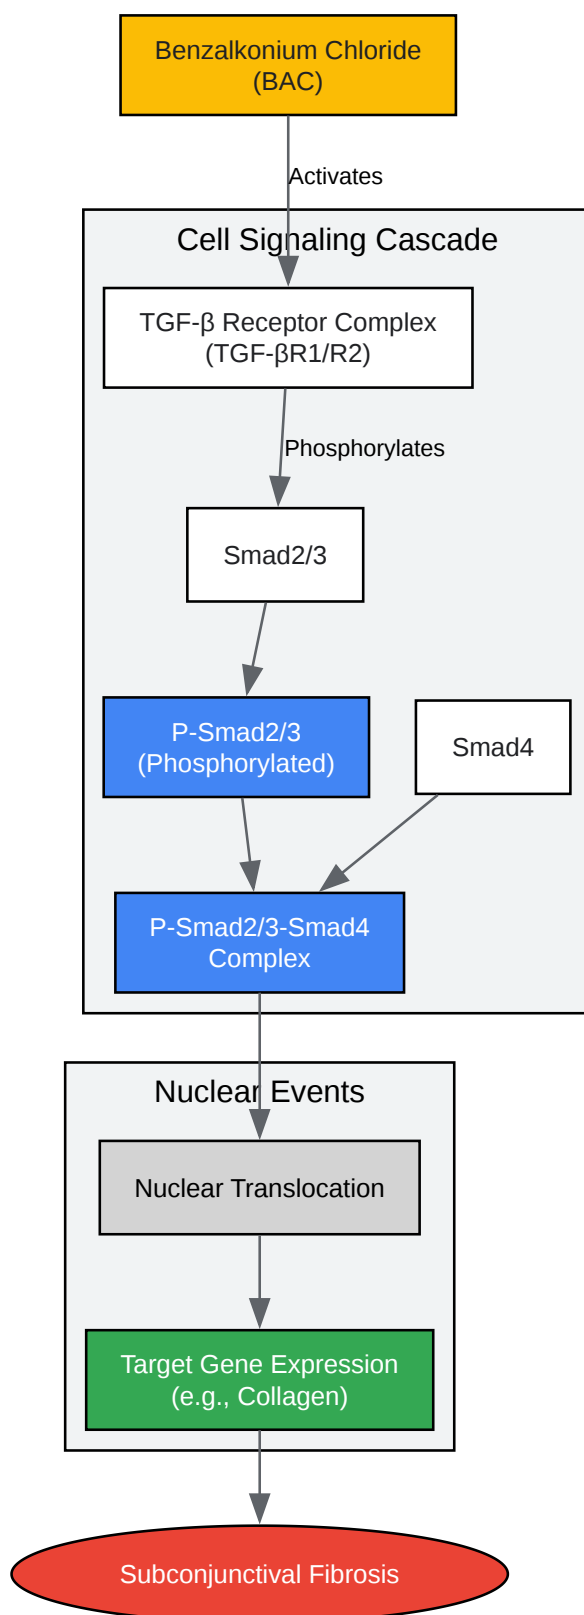 Benzalkonium Chloride
(BAC)
Activates
Cell Signaling Cascade
TGF-β Receptor Complex
(TGF-βR1/R2)
Phosphorylates
Smad2/3
P-Smad2/3
(Phosphorylated)
Smad4
P-Smad2/3-Smad4
Complex
Nuclear Events
Nuclear Translocation
Target Gene Expression
(e.g., Collagen)
Subconjunctival Fibrosis